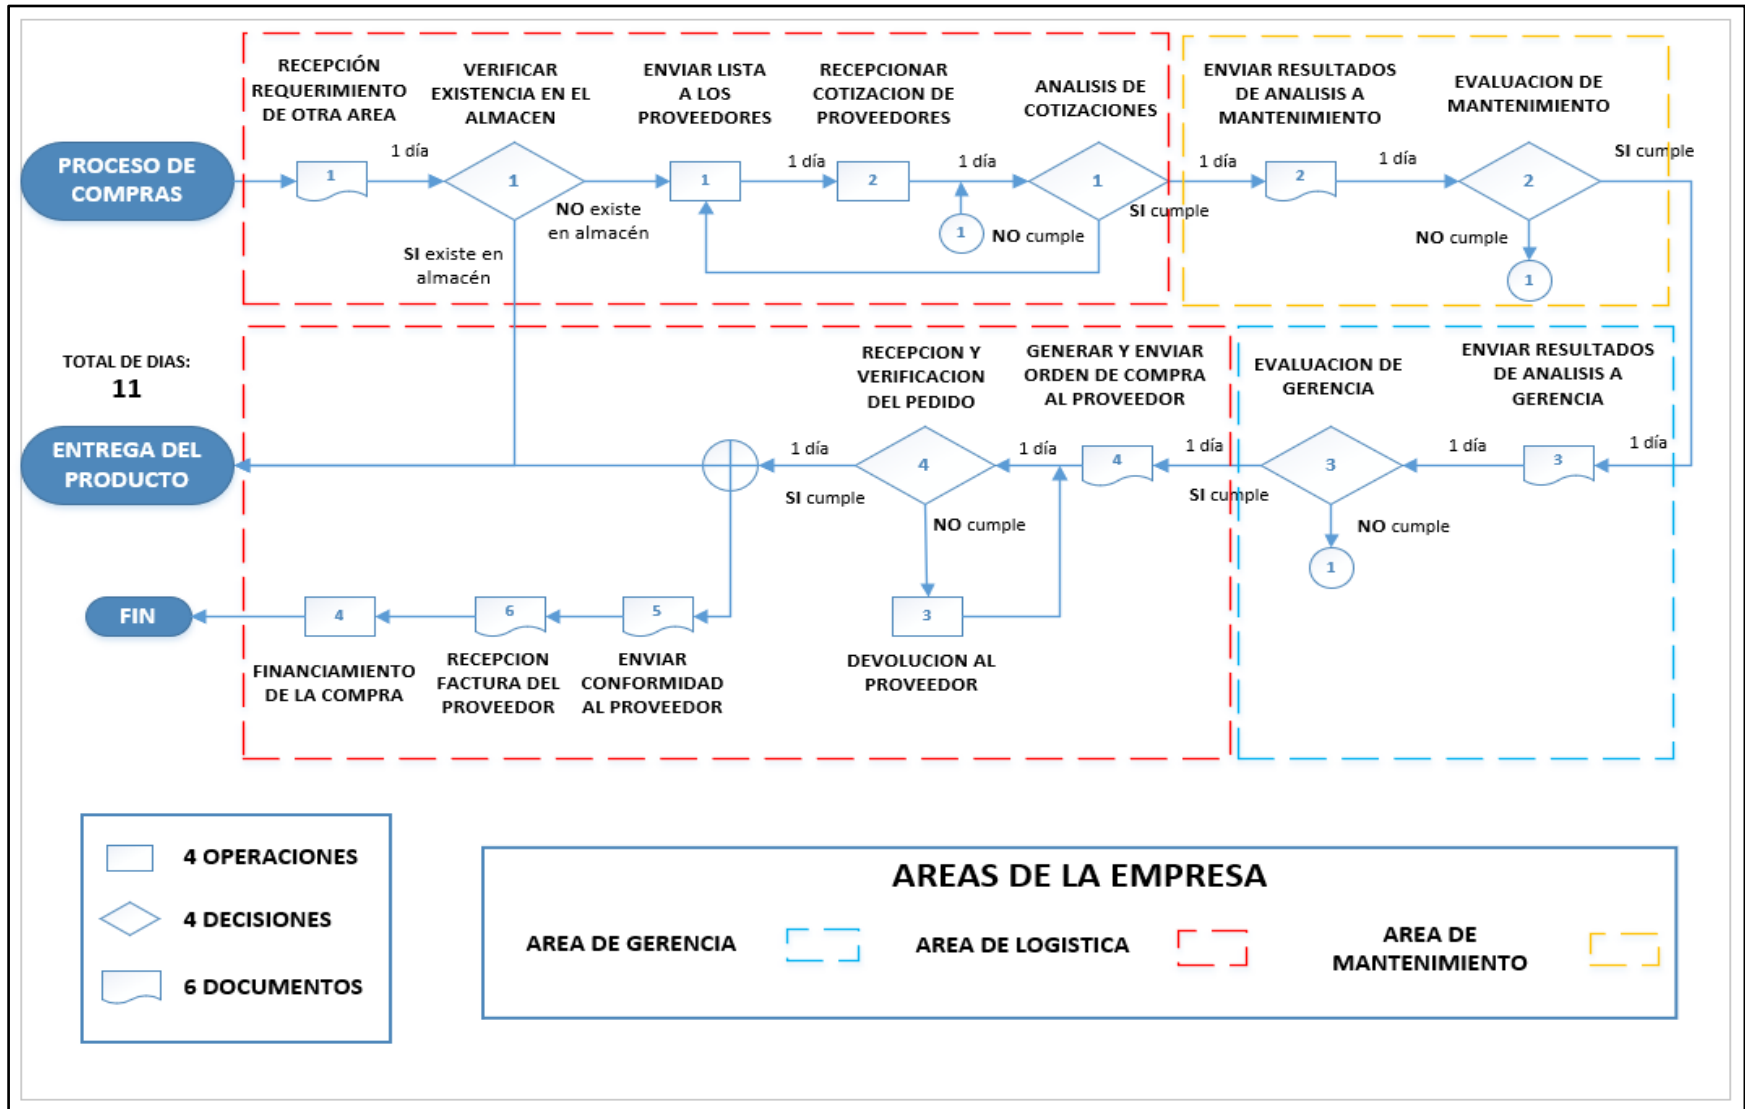 RECEPCIÓN
REQUERIMIENTO
DE OTRA AREA
VERIFICAR
EXISTENCIA EN EL
ALMACEN
ENVIAR LISTA
A LOS
PROVEEDORES
RECEPCIONAR
COTIZACION DE
PROVEEDORES
ANALISIS DE
COTIZACIONES
ENVIAR RESULTADOS
DE ANALISIS A
MANTENIMIENTO
EVALUACION DE
MANTENIMIENTO
PROCESO DE
COMPRAS
1
1 día
1
NO existe
en almacén
SI existe en
almacén
1
1 día
2
1 día
1
1
NO cumple
SI cumple
1 día
2
1 día
2
SI cumple
NO cumple
1
TOTAL DE DIAS:
11
RECEPCION Y
VERIFICACION
DEL PEDIDO
GENERAR Y ENVIAR
ORDEN DE COMPRA
AL PROVEEDOR
EVALUACION DE
GERENCIA
ENVIAR RESULTADOS
DE ANALISIS A
GERENCIA
ENTREGA DEL
PRODUCTO
1 día
SI cumple
4
NO cumple
1 día
4
1 día
SI cumple
3
NO cumple
1
1 día
3
1 día
FIN
4
6
5
3
FINANCIAMIENTO
DE LA COMPRA
RECEPCION
FACTURA DEL
PROVEEDOR
ENVIAR
CONFORMIDAD
AL PROVEEDOR
DEVOLUCION AL
PROVEEDOR
4 OPERACIONES
4 DECISIONES
6 DOCUMENTOS
AREAS DE LA EMPRESA
AREA DE GERENCIA
AREA DE LOGISTICA
AREA DE
MANTENIMIENTO